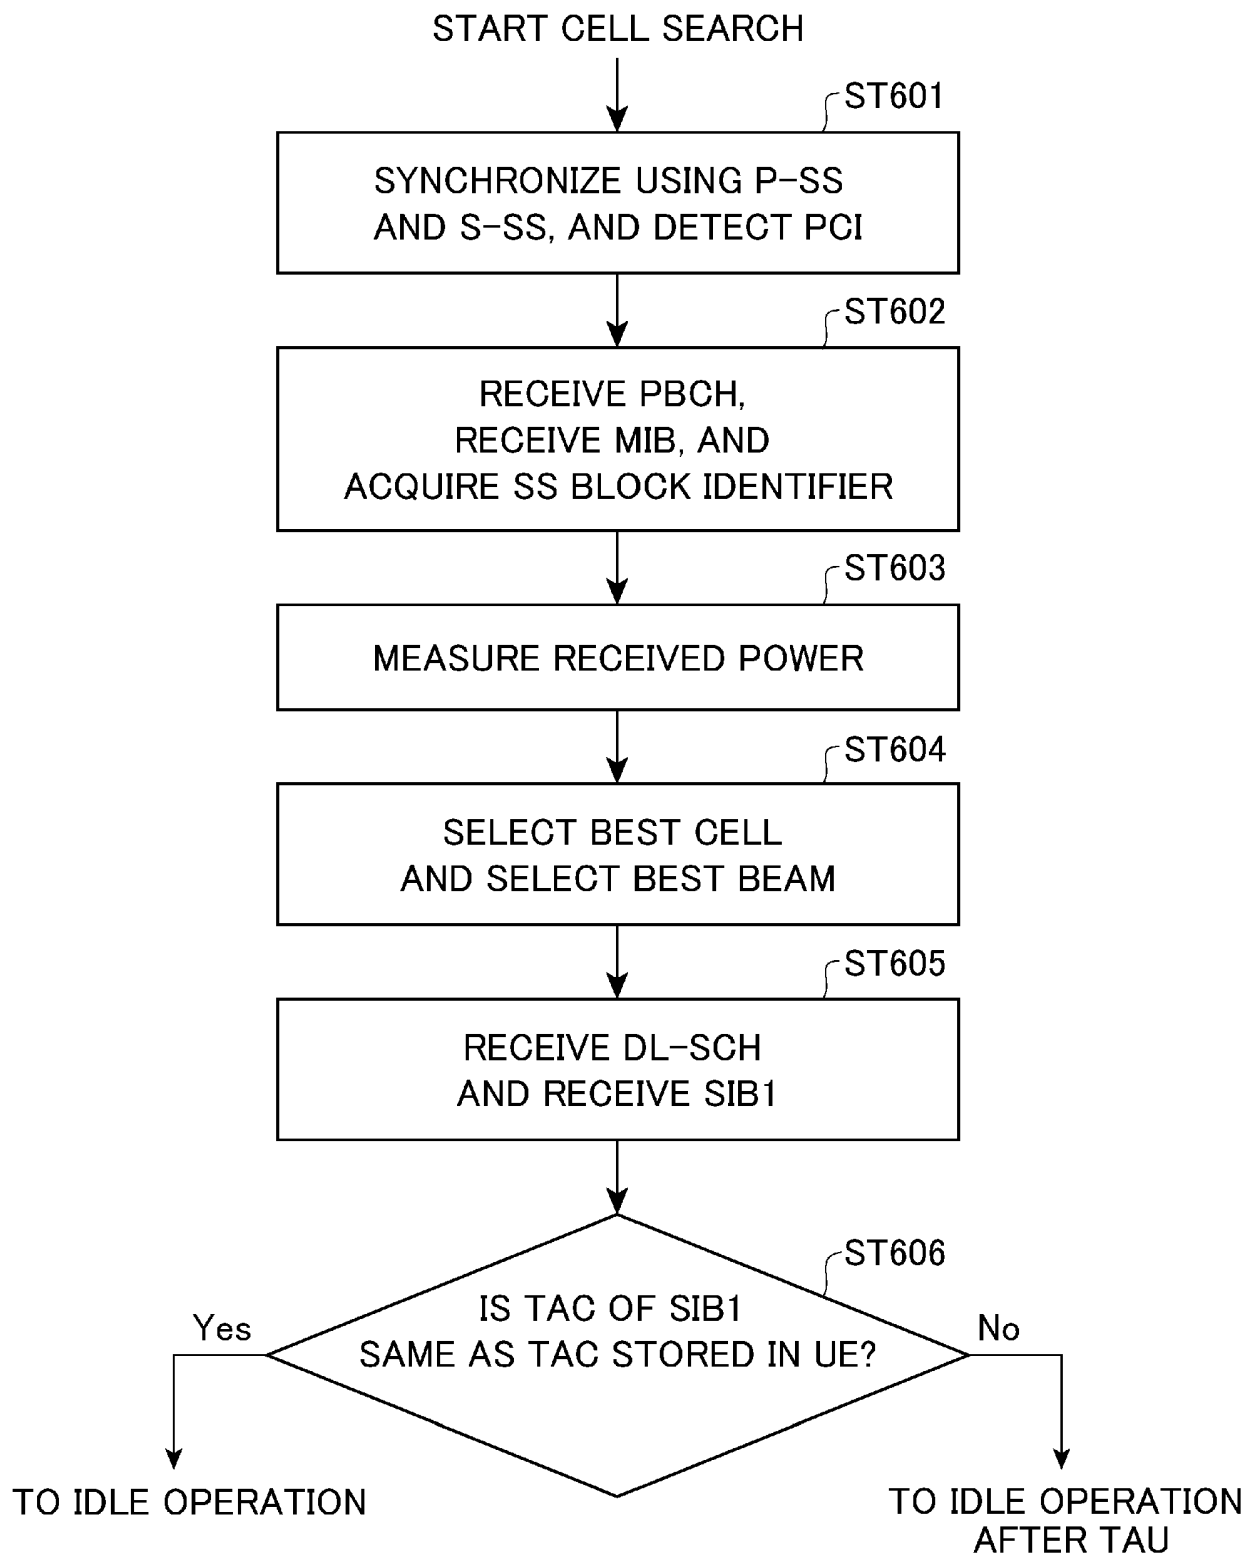 START CELL SEARCH
ST601
SYNCHRONIZE USING P-SS
AND S-SS, AND DETECT PCI
ST602
RECEIVE PBCH,
RECEIVE MIB, AND
ACQUIRE SS BLOCK IDENTIFIER
ST603
MEASURE RECEIVED POWER
ST604
SELECT BEST CELL
AND SELECT BEST BEAM
ST605
RECEIVE DL-SCH
AND RECEIVE SIB1
ST606
IS TAC OF SIB1
SAME AS TAC STORED IN UE?
Yes
No
TO IDLE OPERATION
TO IDLE OPERATION
AFTER TAU